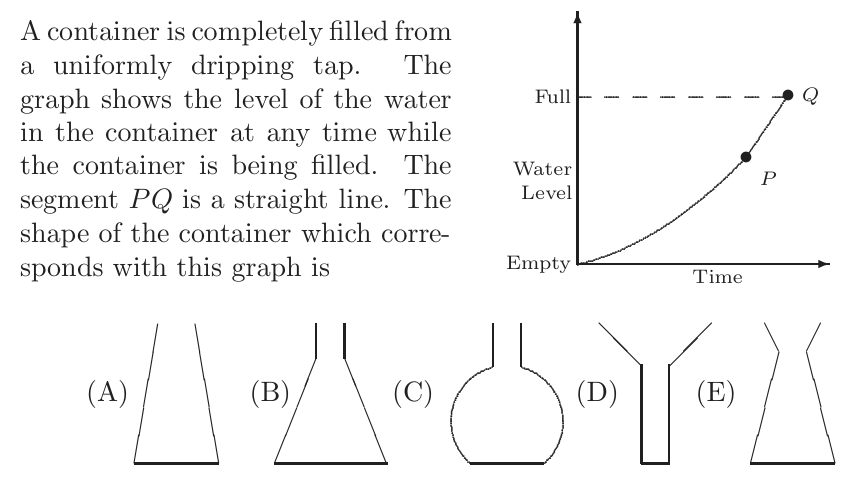 A container is completely filled from
a uniformly dripping tap. The
graph shows the level of the water
in the container at any time while
the container is being filled. The
segment PQ is a straight line. The
shape of the container which corre-
sponds with this graph is
Full
Q
Water
Level
P
Empty
Time
(A) (B) (C) (D) (E)